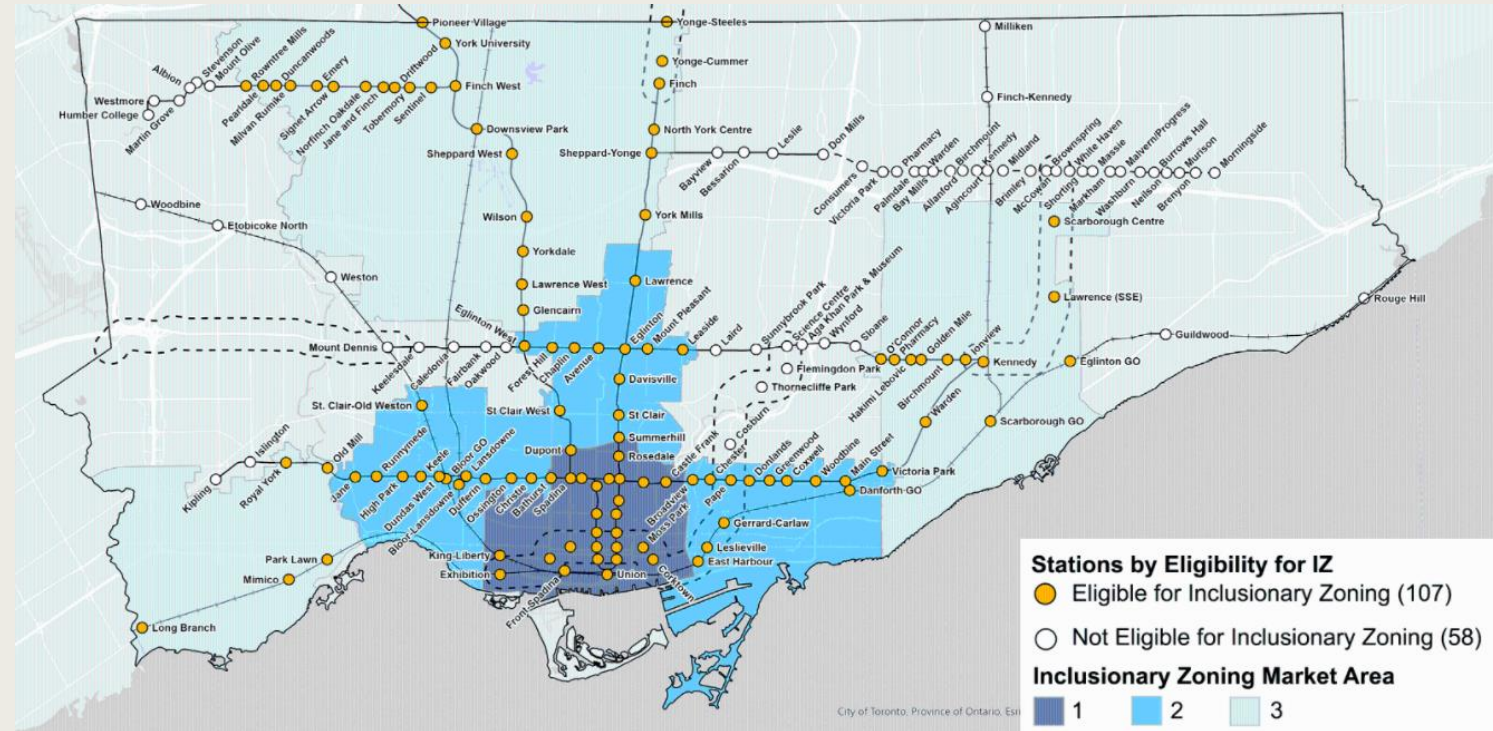 Pioneer Village
Yonge-Steeles
Milliken
York University
Yonge-Cummer
Albion
Stevenson
Mount Olive
Rowntree Mills
Duncanwoods
Emery
Driftwood
Finch West
Finch
Finch-Kennedy
Westmore
Humber College
Martin Grove
Pearldale
Milvan Rumike
Signet Arrow
Norfinch Oakdale
Jane and Finch
Tobermory
Sentinel
Downsview Park
North York Centre
Sheppard West
Sheppard-Yonge
Bayview
Bessarion
Leslie
Don Mills
Consumers
Victoria Park
Pharmacy
Palmdale
Warden
Bay Mills
Birchmount
Allanford
Kennedy
Agincourt
Midland
Brimley
Brownspring
McCowan
White Haven
Shorting
Massie
Markham
Malvern/Progress
Washburn
Burrows Hall
Neilson
Murison
Brenyon
Morningside
Woodbine
Etobicoke North
Wilson
York Mills
Scarborough Centre
Yorkdale
Weston
Lawrence West
Lawrence
Lawrence (SSE)
Rouge Hill
Glencairn
Eglinton West
Eglinton
Mount Pleasant
Leaside
Laird
Sunnybrook Park
Science Centre
Aga Khan Park & Museum
Wynford
Sloane
O'Connor
Pharmacy
Golden Mile
Ionview
Guildwood
Mount Dennis
Keelesdale
Caledonia
Fairbank
Oakwood
Forest Hill
Chaplin
Avenue
Hakimi Lebovic
Birchmount
Kennedy
Eglinton GO
Flemingdon Park
Davisville
Thorncliffe Park
St. Clair-Old Weston
St Clair West
St Clair
Cosburn
Warden
Scarborough GO
Summerhill
Islington
Old Mill
Runnymede
Keele
Bloor GO
Lansdowne
Dupont
Rosedale
Castle Frank
Chester
Donlands
Greenwood
Coxwell
Woodbine
Main Street
Victoria Park
Kipling
Royal York
Jane
High Park
Dundas West
Bloor-Lansdowne
Dufferin
Ossington
Christie
Bathurst
Spadina
Broadview
Pape
Danforth GO
Moss Park
Gerrard-Carlaw
Park Lawn
King-Liberty
Leslieville
East Harbour
Mimico
Exhibition
Union
Corktown
Front-Spadina
Long Branch
Stations by Eligibility for IZ
Eligible for Inclusionary Zoning (107)
Not Eligible for Inclusionary Zoning (58)
Inclusionary Zoning Market Area
1 2 3
City of Toronto, Province of Ontario, Esri